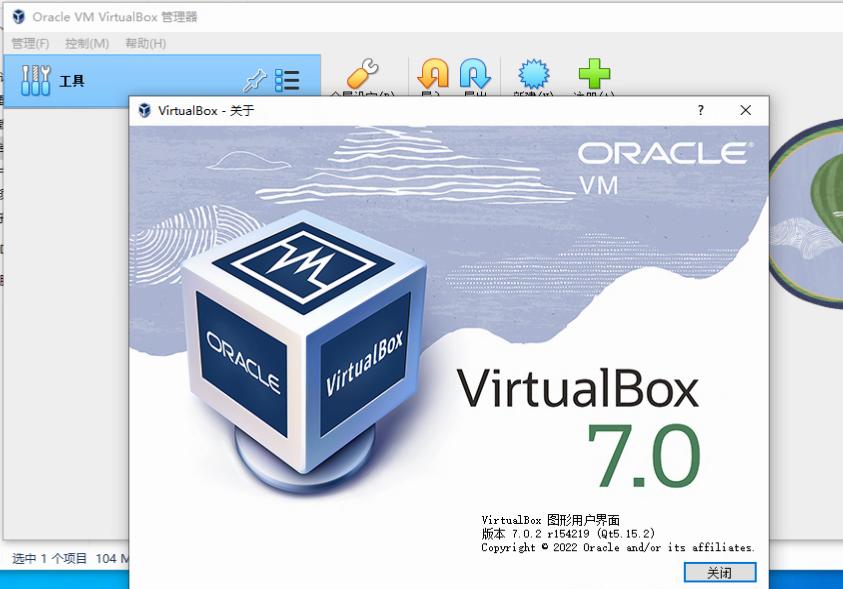 Oracle VM VirtualBox 管理器
管理(F) 控制(M) 帮助(H)
工具
VirtualBox - 关于
ORACLE®
VM
ORACLE
VirtualBox
VirtualBox
7.0
VirtualBox 图形用户界面
版本 7.0.2 r154219 (Qt5.15.2)
Copyright © 2022 Oracle and/or its affiliates.
选中 1 个项目 104 M
关闭